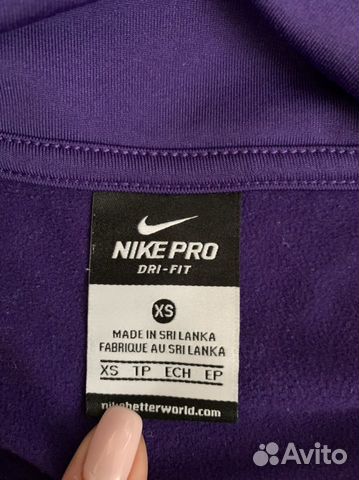 NIKE PRO
DRI-FIT
XS
MADE IN SRI LANKA
FABRIQUE AU SRI LANKA
XS TP ECH EP
nikebetterworld.com
Avito